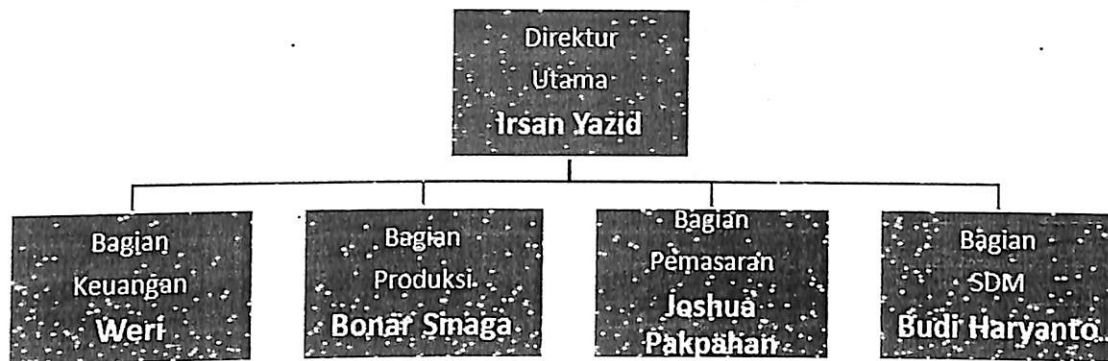 Direktur
Utama
Irsan Yazid
Bagian
Keuangan
Weri
Bagian
Produksi
Bonar Sinaga
Bagian
Pemasaran
Joshua
Pakpahan
Bagian
SDM
Budi Haryanto